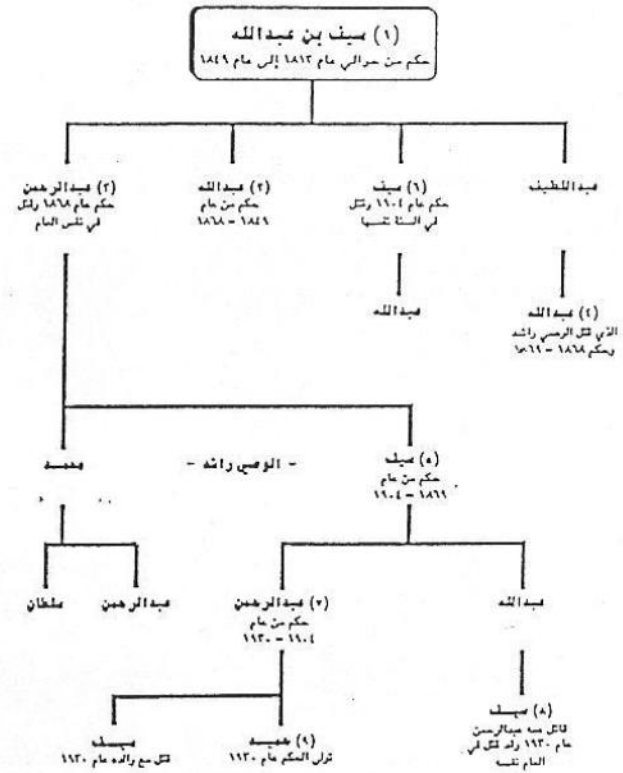 (١) سيف بن عبدالله
حكم من حوالي عام ١٨١٣ إلى عام ١٨٤٩
عبداللطيف
(٦) سيف
حكم عام ١٩٠٤ وقتل
في السنة نفسها
(٢) عبدالله
حكم من عام
١٨٤٩ - ١٨٦٨
(٣) عبدالرحمن
حكم عام ١٨٦٨ وقتل
في نفس العام
(٤) عبدالله
الذي قتل الوصي راشد
وحكم ١٨٦٨ - ١٨٦٩
عبدالله
(٥) سيف
حكم من عام
١٨٦٩ - ١٩٠٤
- الوصي راشد -
محمد
عبدالله
(٧) عبدالرحمن
حكم من عام
١٩٠٤ - ١٩٣٠
عبدالرحمن
سلطان
(٨) سيف
قاتل عمه عبدالرحمن
عام ١٩٣٠ وقد قتل في
العام نفسه
(٩) حميد
تولى الحكم عام ١٩٣٠
سيف
قتل مع والده عام ١٩٣٠